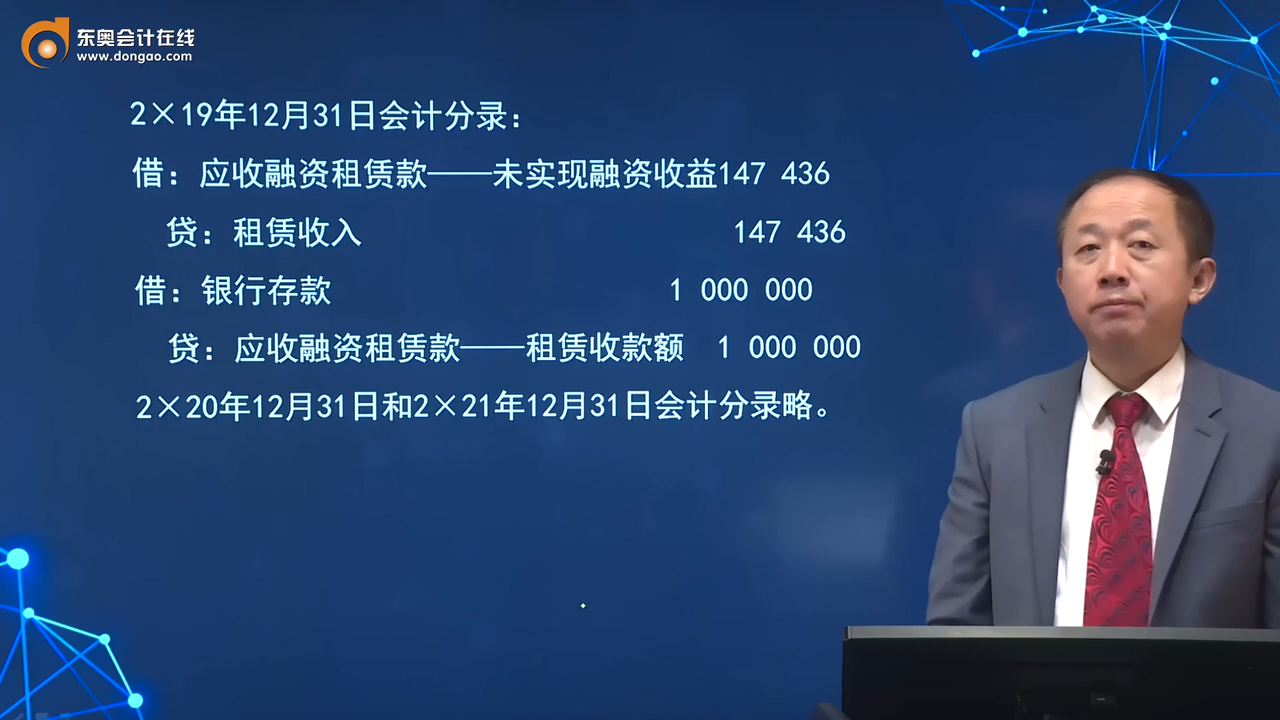 东奥会计在线
www.dongao.com
2×19年12月31日会计分录：
借：应收融资租赁款——未实现融资收益147 436
贷：租赁收入 147 436
借：银行存款 1 000 000
贷：应收融资租赁款——租赁收款额 1 000 000
2×20年12月31日和2×21年12月31日会计分录略。